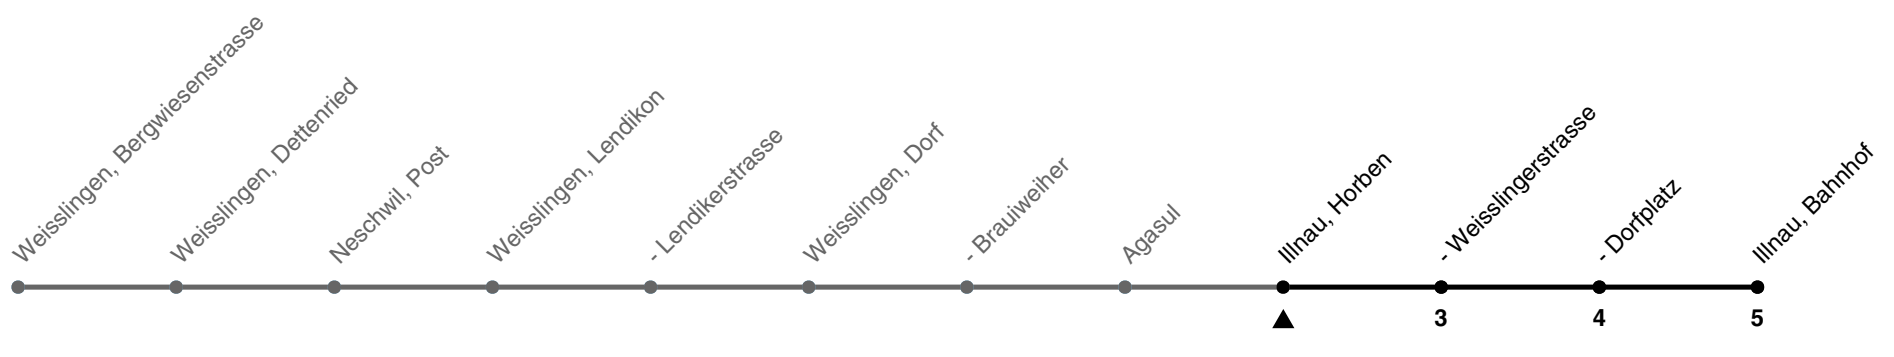 Weisslingen, Bergwiesenstrasse
Weisslingen, Dettenried
Neschwil, Post
Weisslingen, Lendikon
- Lendikerstrasse
Weisslingen, Dorf
- Brauiweiher
Agasul
Illnau, Horben
- Weisslingerstrasse
- Dorfplatz
Illnau, Bahnhof
3
4
5